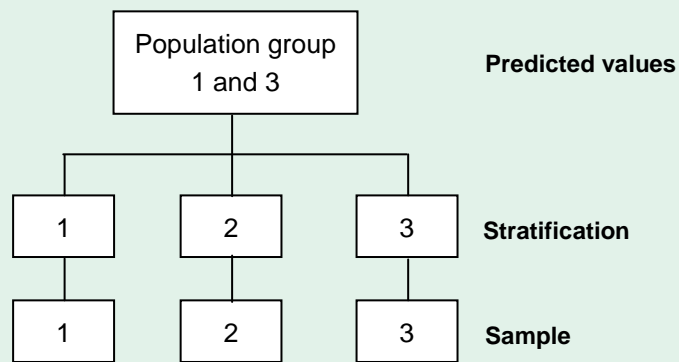 Population group
1 and 3
Predicted values
1
2
3
Stratification
1
2
3
Sample